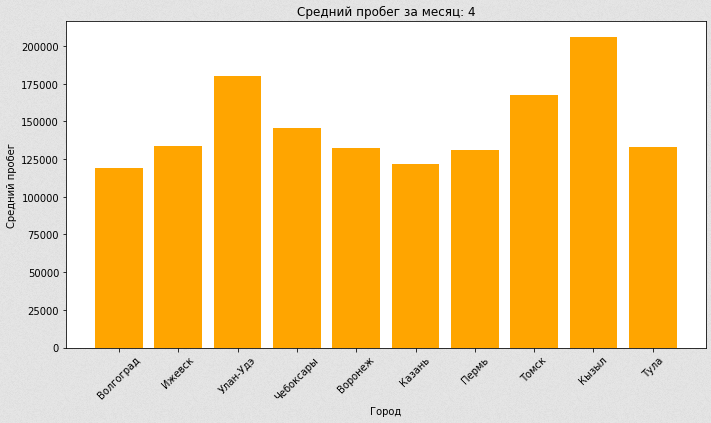 Средний пробег за месяц: 4
Средний пробег
200000
175000
150000
125000
100000
75000
50000
25000
0
Волгоград
Ижевск
Улан-Удэ
Чебоксары
Воронеж
Казань
Пермь
Томск
Кызыл
Тула
Город